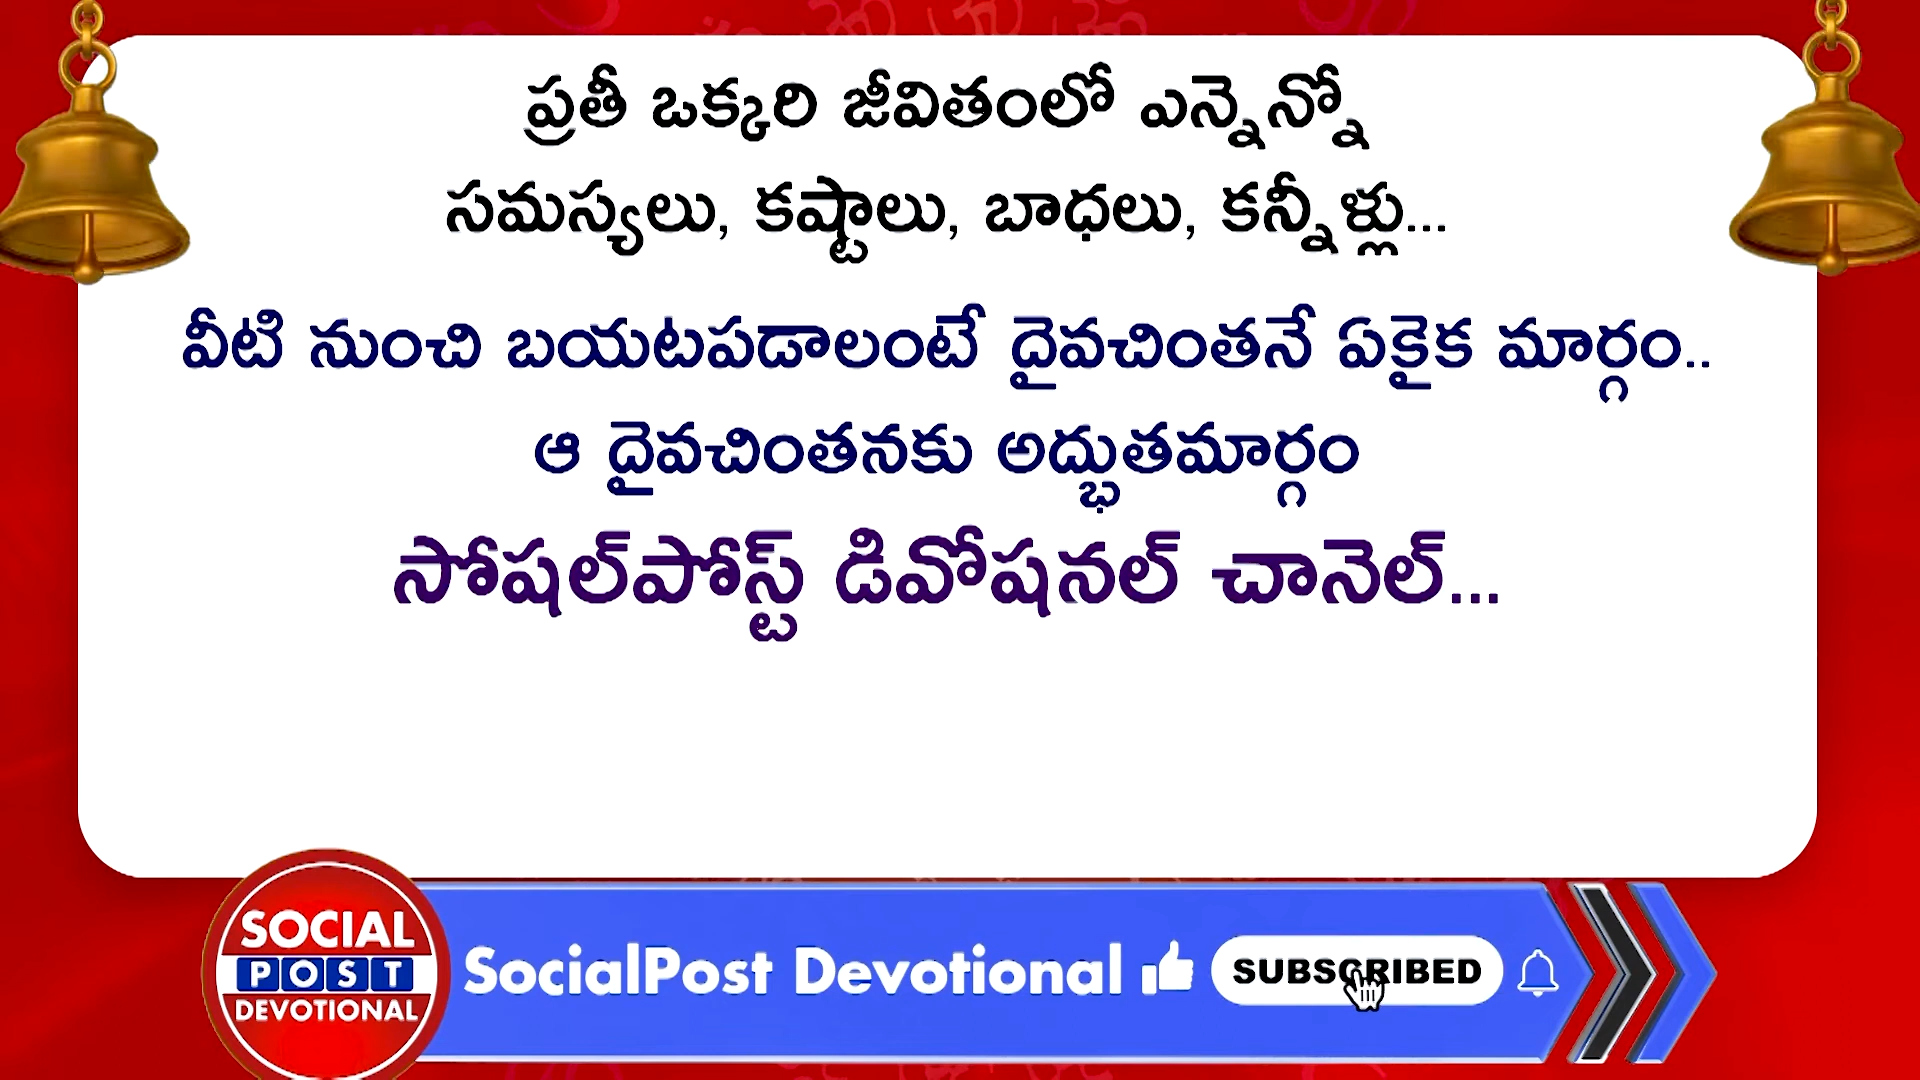 ప్రతీ ఒక్కరి జీవితంలో ఎన్నెన్నో
సమస్యలు, కష్టాలు, బాధలు, కన్నీళ్లు...
వీటి నుంచి బయటపడాలంటే దైవచింతనే ఏకైక మార్గం..
ఆ దైవచింతనకు అద్భుతమార్గం
సోషల్‌పోస్ట్ డివోషనల్ చానెల్...
SOCIAL
POST
DEVOTIONAL
SocialPost Devotional
SUBSCRIBED